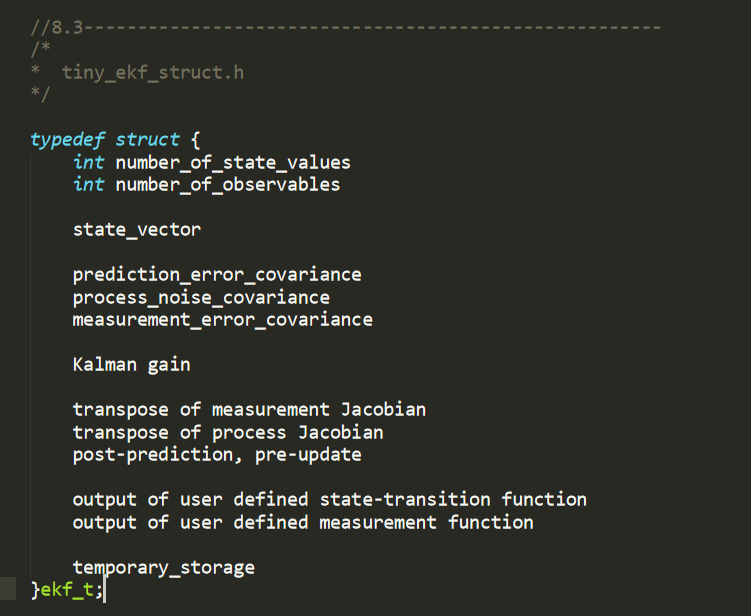 //8.3------------------------------------------------------
/*
* tiny_ekf_struct.h
*/
typedef struct {
int number_of_state_values
int number_of_observables
state_vector
prediction_error_covariance
process_noise_covariance
measurement_error_covariance
Kalman gain
transpose of measurement Jacobian
transpose of process Jacobian
post-prediction, pre-update
output of user defined state-transition function
output of user defined measurement function
temporary_storage
}ekf_t;